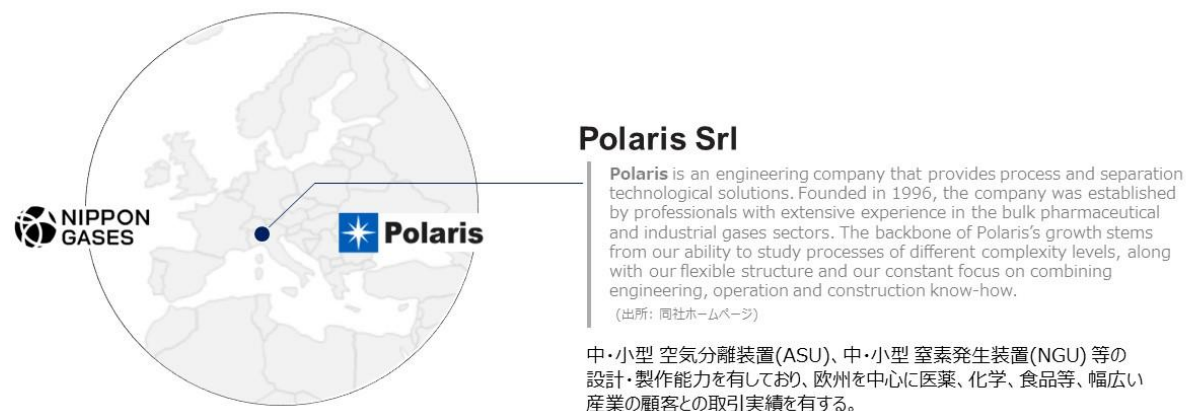 NIPPON
GASES
Polaris
Polaris Srl
Polaris is an engineering company that provides process and separation
technological solutions. Founded in 1996, the company was established
by professionals with extensive experience in the bulk pharmaceutical
and industrial gases sectors. The backbone of Polaris's growth stems
from our ability to study processes of different complexity levels, along
with our flexible structure and our constant focus on combining
engineering, operation and construction know-how.
(出所: 同社ホームページ)
中・小型 空気分離装置(ASU)、中・小型 窒素発生装置(NGU) 等の
設計・製作能力を有しており、欧州を中心に医薬、化学、食品等、幅広い
産業の顧客との取引実績を有する。